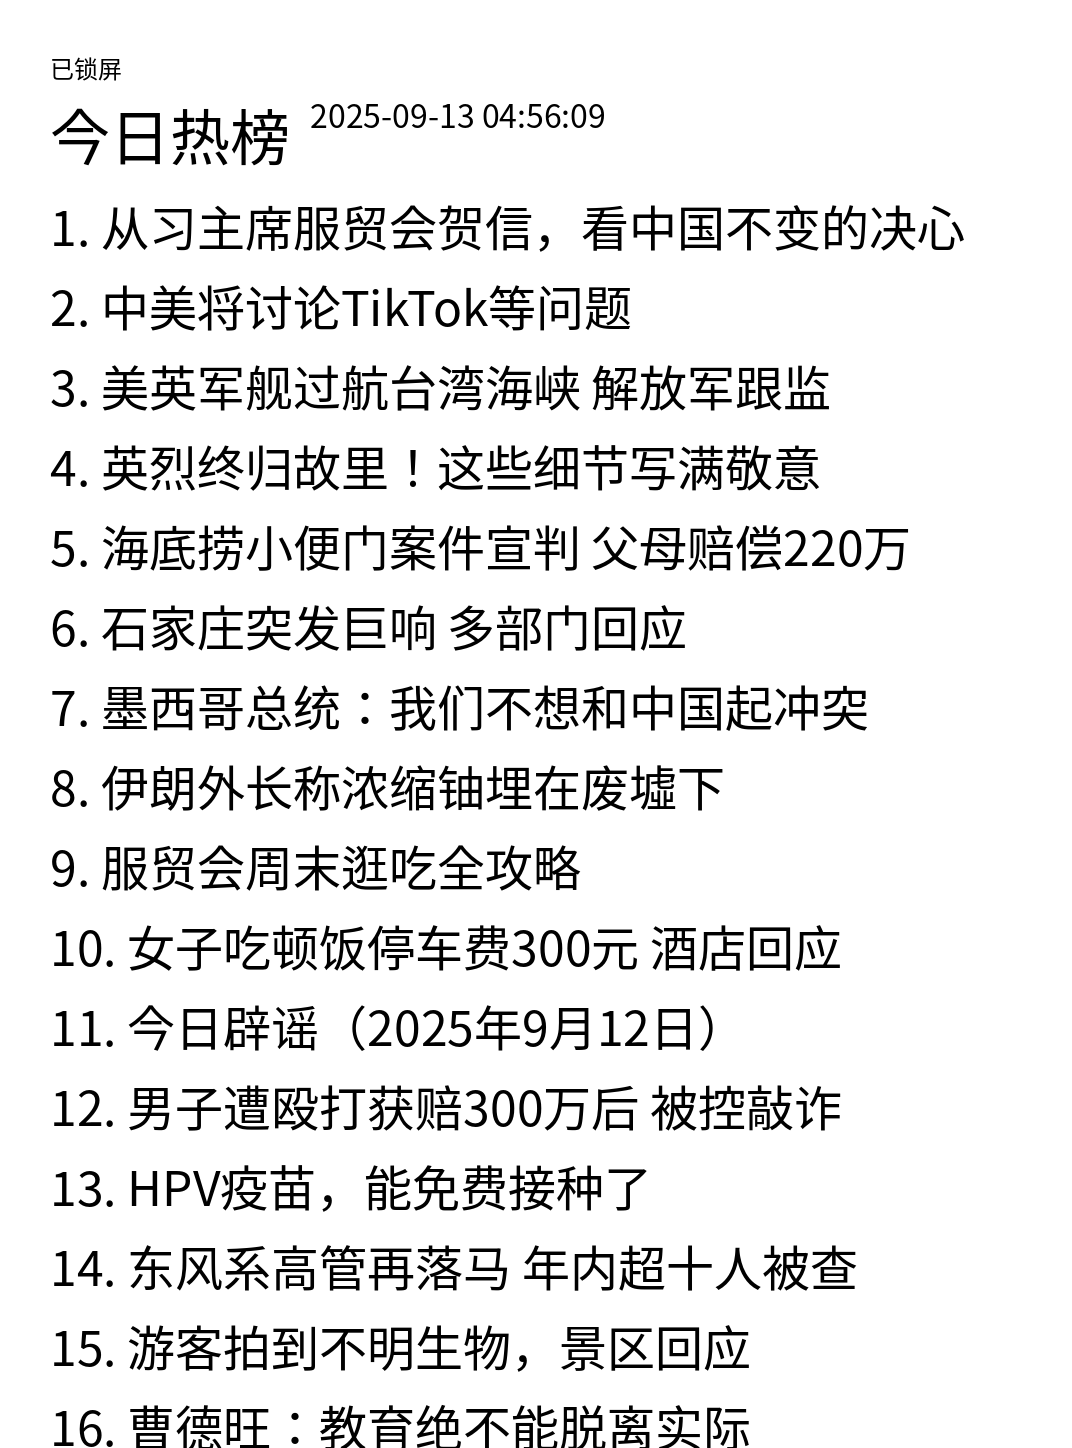 已锁屏
今日热榜 2025-09-13 04:56:09
1. 从习主席服贸会贺信，看中国不变的决心
2. 中美将讨论TikTok等问题
3. 美英军舰过航台湾海峡 解放军跟监
4. 英烈终归故里！这些细节写满敬意
5. 海底捞小便门案件宣判 父母赔偿220万
6. 石家庄突发巨响 多部门回应
7. 墨西哥总统：我们不想和中国起冲突
8. 伊朗外长称浓缩铀埋在废墟下
9. 服贸会周末逛吃全攻略
10. 女子吃顿饭停车费300元 酒店回应
11. 今日辟谣（2025年9月12日）
12. 男子遭殴打获赔300万后 被控敲诈
13. HPV疫苗，能免费接种了
14. 东风系高管再落马 年内超十人被查
15. 游客拍到不明生物，景区回应
16. 曹德旺：教育绝不能脱离实际